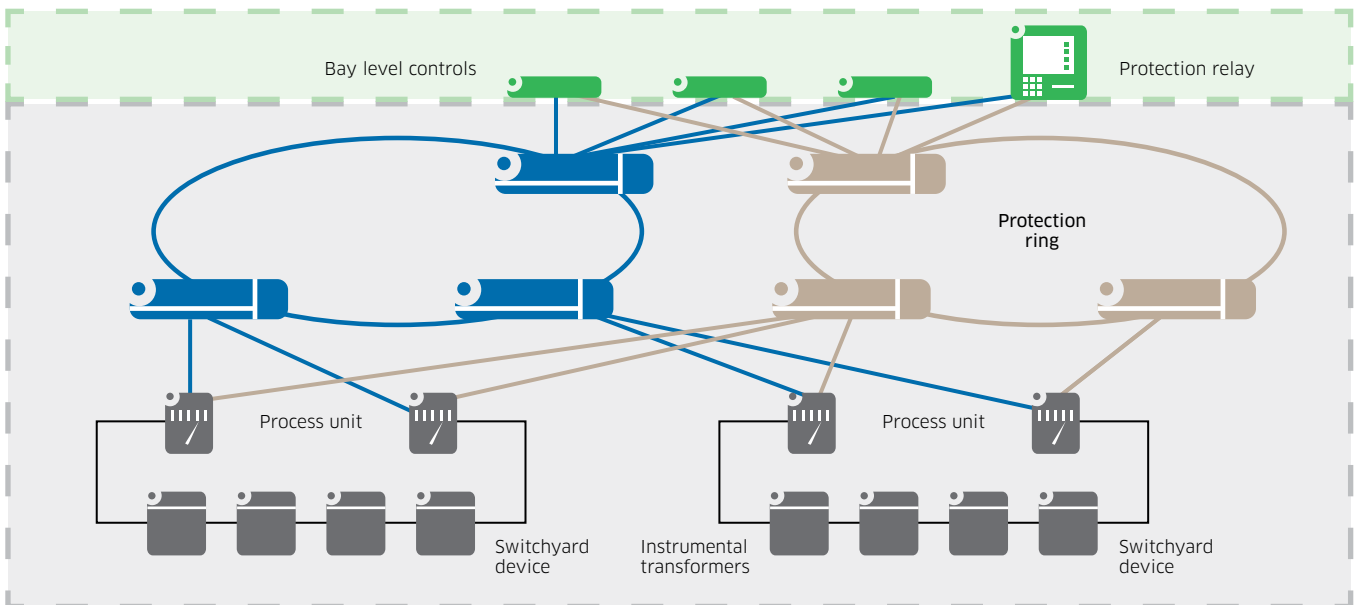 Bay level controls
Protection relay
Protection
ring
Process unit
Process unit
Switchyard
device
Instrumental
transformers
Switchyard
device